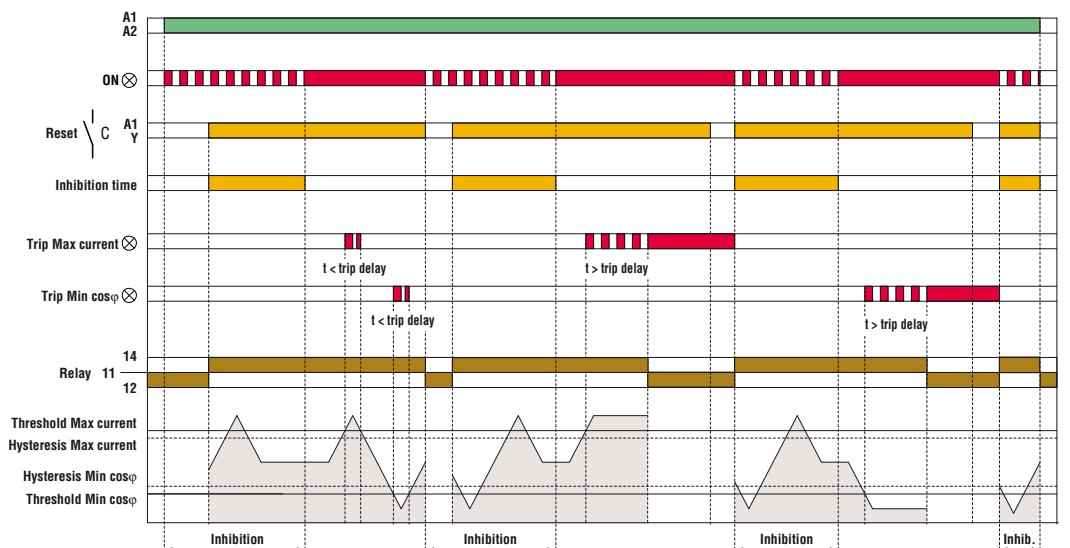 A1
A2
ON
Reset C A1
Y
Inhibition time
Trip Max current
t < trip delay
t > trip delay
Trip Min cosφ
t < trip delay
t > trip delay
14
Relay 11
12
Threshold Max current
Hysteresis Max current
Hysteresis Min cosφ
Threshold Min cosφ
Inhibition Inhibition Inhibition Inhib.